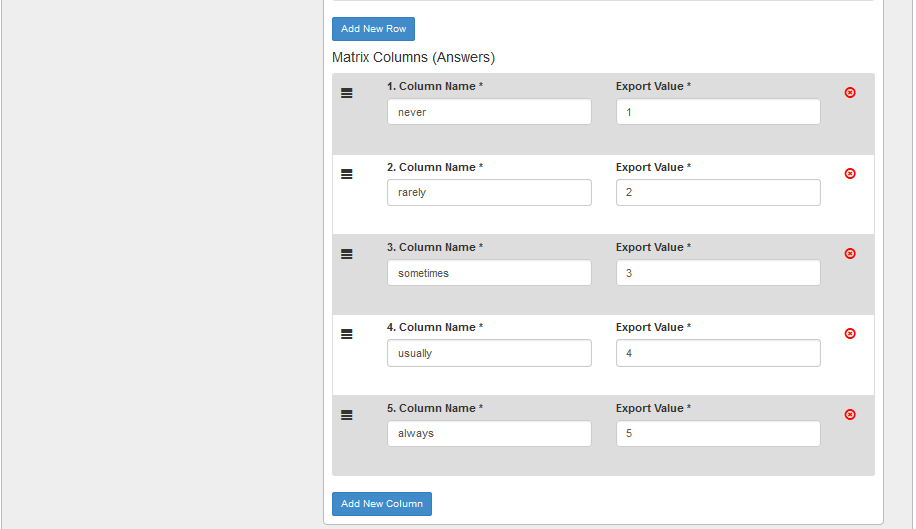 Add New Row
Matrix Columns (Answers)
1. Column Name * Export Value *
never 1
2. Column Name * Export Value *
rarely 2
3. Column Name * Export Value *
sometimes 3
4. Column Name * Export Value *
usually 4
5. Column Name * Export Value *
always 5
Add New Column